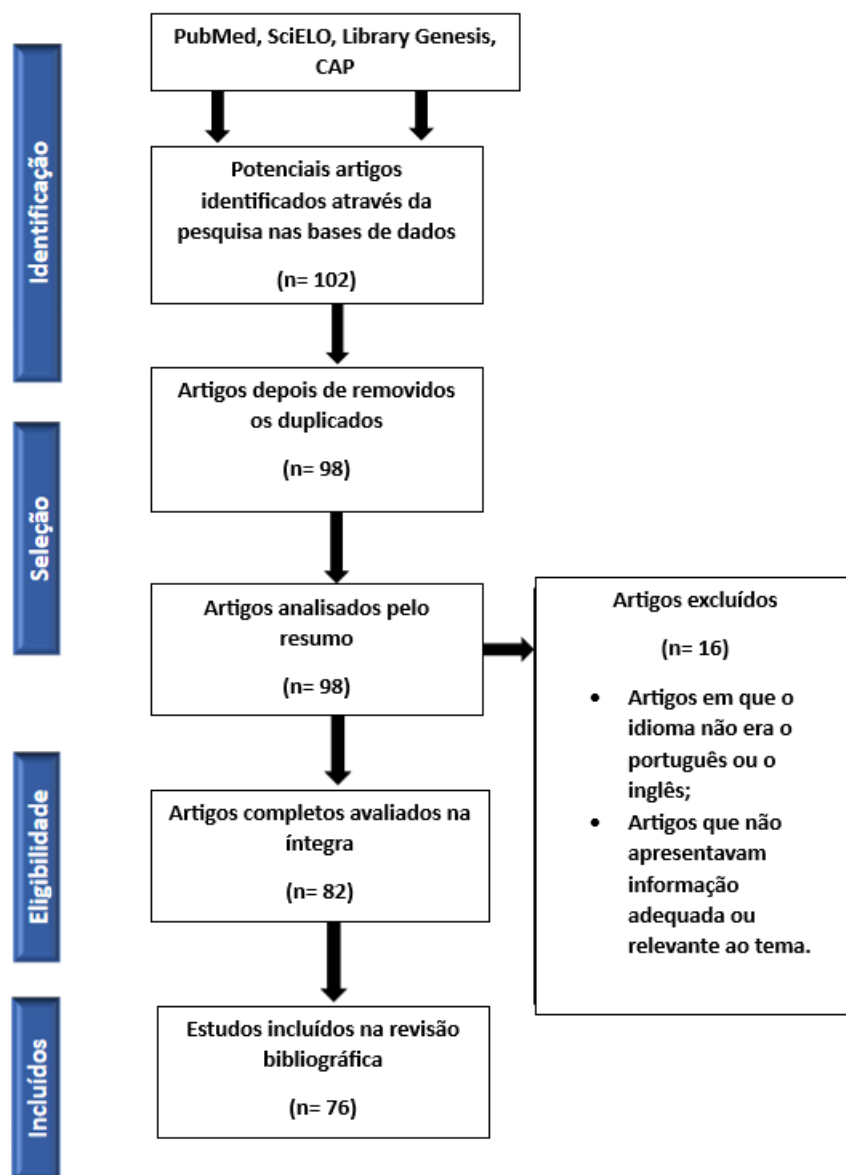 PubMed, SciELO, Library Genesis,
CAP
Identificação
Potenciais artigos
identificados através da
pesquisa nas bases de dados
(n= 102)
Artigos depois de removidos
os duplicados
(n= 98)
Seleção
Artigos analisados pelo
resumo
(n= 98)
Artigos excluídos
(n= 16)
• Artigos em que o
idioma não era o
português ou o
inglês;
• Artigos que não
apresentavam
informação
adequada ou
relevante ao tema.
Eligibilidade
Artigos completos avaliados na
íntegra
(n= 82)
Incluídos
Estudos incluídos na revisão
bibliográfica
(n= 76)